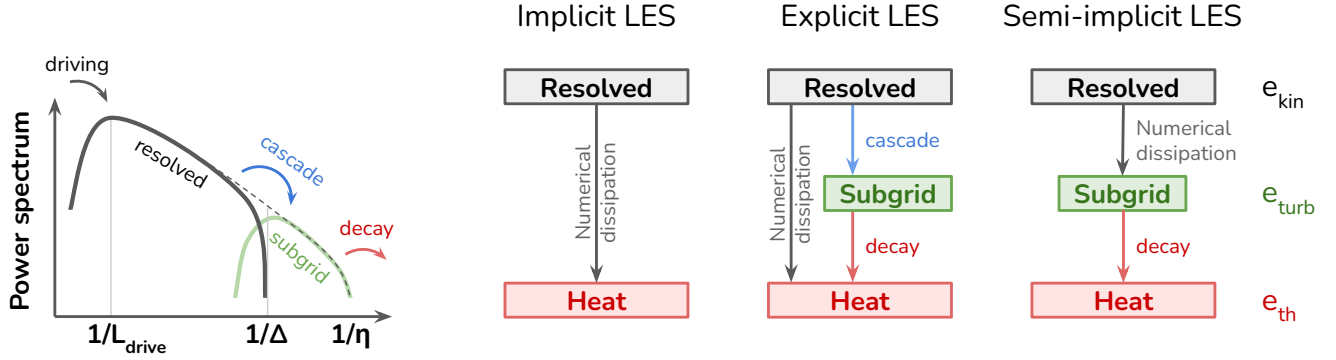 Implicit LES
Explicit LES
Semi-implicit LES
driving
Power spectrum
resolved
cascade
subgrid
decay
1/L_drive
1/Δ
1/η
Resolved
Numerical
dissipation
Heat
Resolved
Numerical
dissipation
cascade
Subgrid
decay
Heat
Resolved
Numerical
dissipation
Subgrid
decay
Heat
e_kin
e_turb
e_th